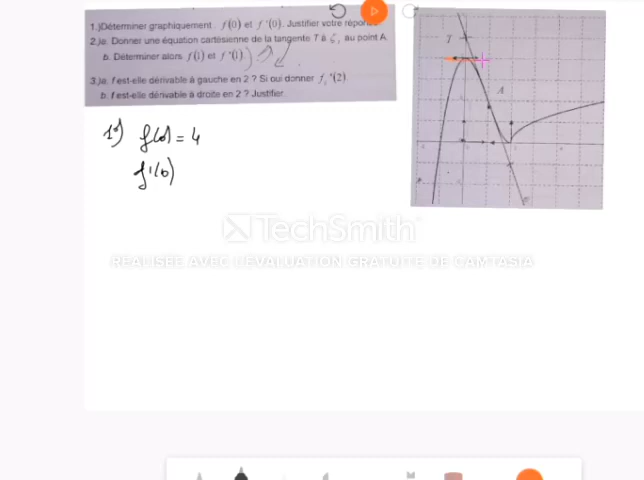 1.)Déterminer graphiquement . f(0) et f '(0). Justifier votre réponse
2.)a. Donner une équation cartésienne de la tangente T à ζ, au point A.
b. Déterminer alors f(1) et f '(1)
3.)a. f est-elle dérivable à gauche en 2 ? Si oui donner '(2)
b. f est-elle dérivable à droite en 2 ? Justifier.
1°) f(0) = 4
f'(0)
T
A
TechSmith
RÉALISÉE AVEC L'ÉVALUATION GRATUITE DE CAMTASIA